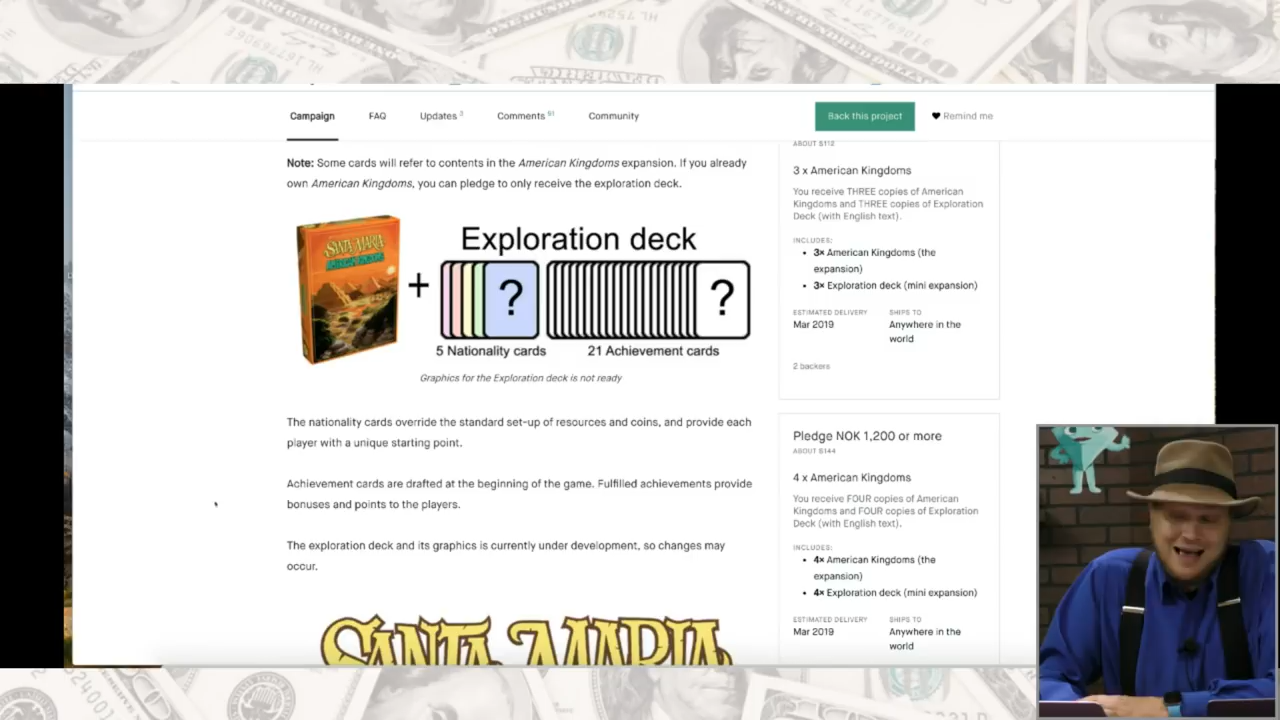 Campaign
FAQ
Updates 3
Comments 51
Community
Back this project
Remind me
Note: Some cards will refer to contents in the American Kingdoms expansion. If you already
own American Kingdoms, you can pledge to only receive the exploration deck.
SANTA MARIA
Exploration deck
+
?
?
5 Nationality cards
21 Achievement cards
Graphics for the Exploration deck is not ready
The nationality cards override the standard set-up of resources and coins, and provide each
player with a unique starting point.
Achievement cards are drafted at the beginning of the game. Fulfilled achievements provide
bonuses and points to the players.
The exploration deck and its graphics is currently under development, so changes may
occur.
SANTA MARIA
ABOUT $112
3 x American Kingdoms
You receive THREE copies of American
Kingdoms and THREE copies of Exploration
Deck (with English text).
INCLUDES:
• 3× American Kingdoms (the
expansion)
• 3× Exploration deck (mini expansion)
ESTIMATED DELIVERY
Mar 2019
SHIPS TO
Anywhere in the
world
2 backers
Pledge NOK 1,200 or more
ABOUT $144
4 x American Kingdoms
You receive FOUR copies of American
Kingdoms and FOUR copies of Exploration
Deck (with English text).
INCLUDES:
• 4× American Kingdoms (the
expansion)
• 4× Exploration deck (mini expansion)
ESTIMATED DELIVERY
Mar 2019
SHIPS TO
Anywhere in the
world